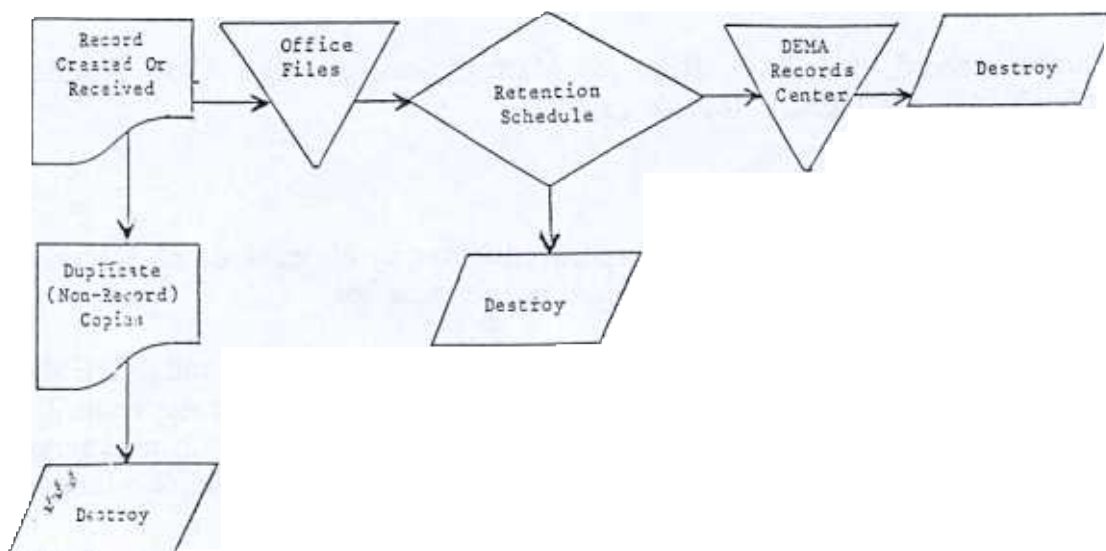 Record
Created Or
Received
Office
Files
Retention
Schedule
DEMA
Records
Center
Destroy
Duplicate
(Non-Record)
Copies
Destroy
Destroy